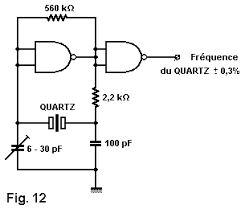 560 kΩ
Fréquence
du QUARTZ ± 0,3%
2,2 kΩ
QUARTZ
6 - 30 pF
100 pF
Fig. 12